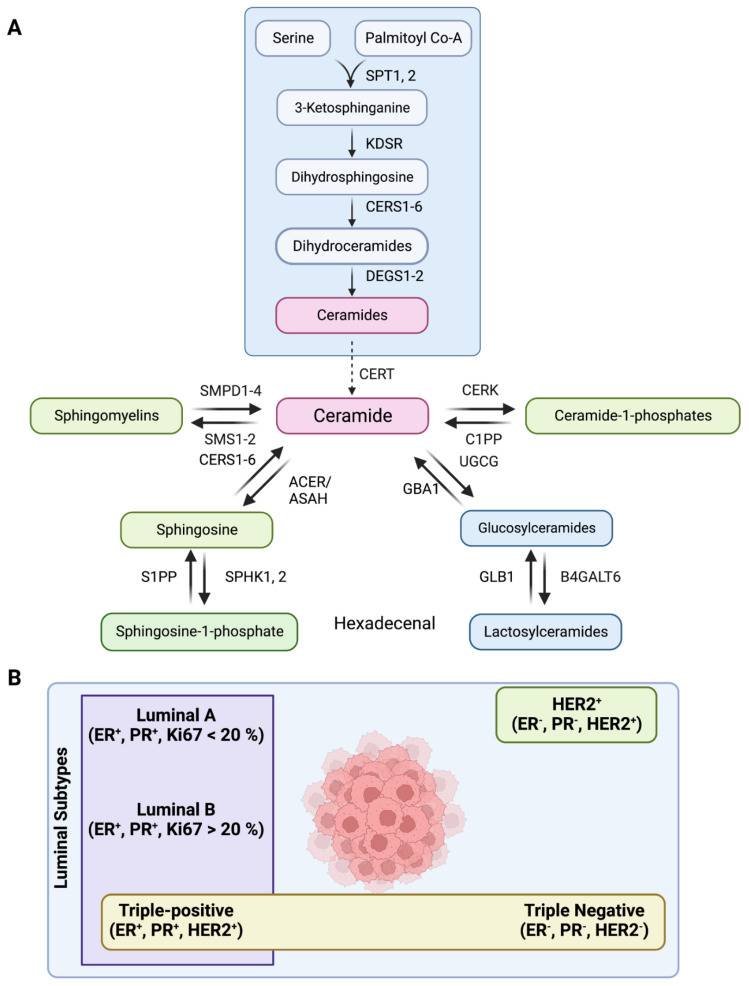 A
Serine
Palmitoyl Co-A
SPT1, 2
3-Ketosphinganine
KDSR
Dihydrosphingosine
CERS1-6
Dihydroceramides
DEGS1-2
Ceramides
CERT
Sphingomyelins
SMPD1-4
SMS1-2
Ceramide
CERK
C1PP
Ceramide-1-phosphates
CERS1-6
ACER/
ASAH
UGCG
GBA1
Sphingosine
Glucosylceramides
S1PP
SPHK1, 2
GLB1
B4GALT6
Sphingosine-1-phosphate
Hexadecenal
Lactosylceramides
B
Luminal Subtypes
Luminal A
(ER⁺, PR⁺, Ki67 < 20 %)
HER2⁺
(ER⁻, PR⁻, HER2⁺)
Luminal B
(ER⁺, PR⁺, Ki67 > 20 %)
Triple-positive
(ER⁺, PR⁺, HER2⁺)
Triple Negative
(ER⁻, PR⁻, HER2⁻)